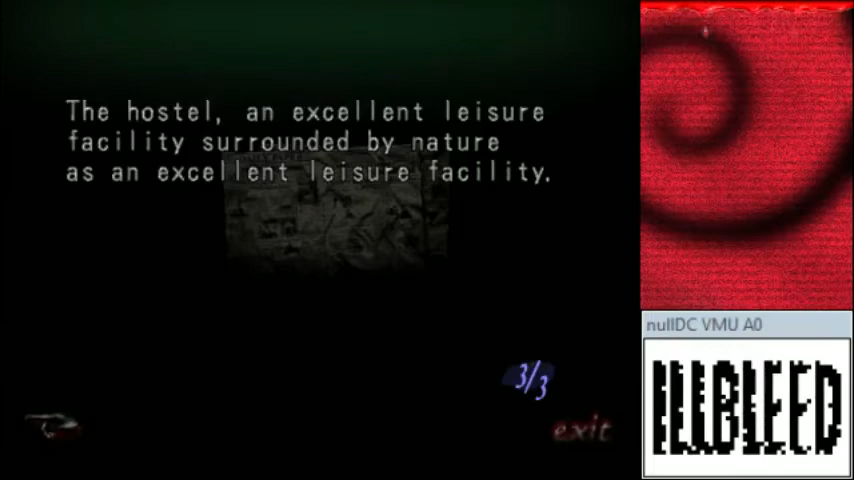 The hostel, an excellent leisure
facility surrounded by nature
as an excellent leisure facility.
3/3
exit
nullDC VMU A0
ILLBLEED